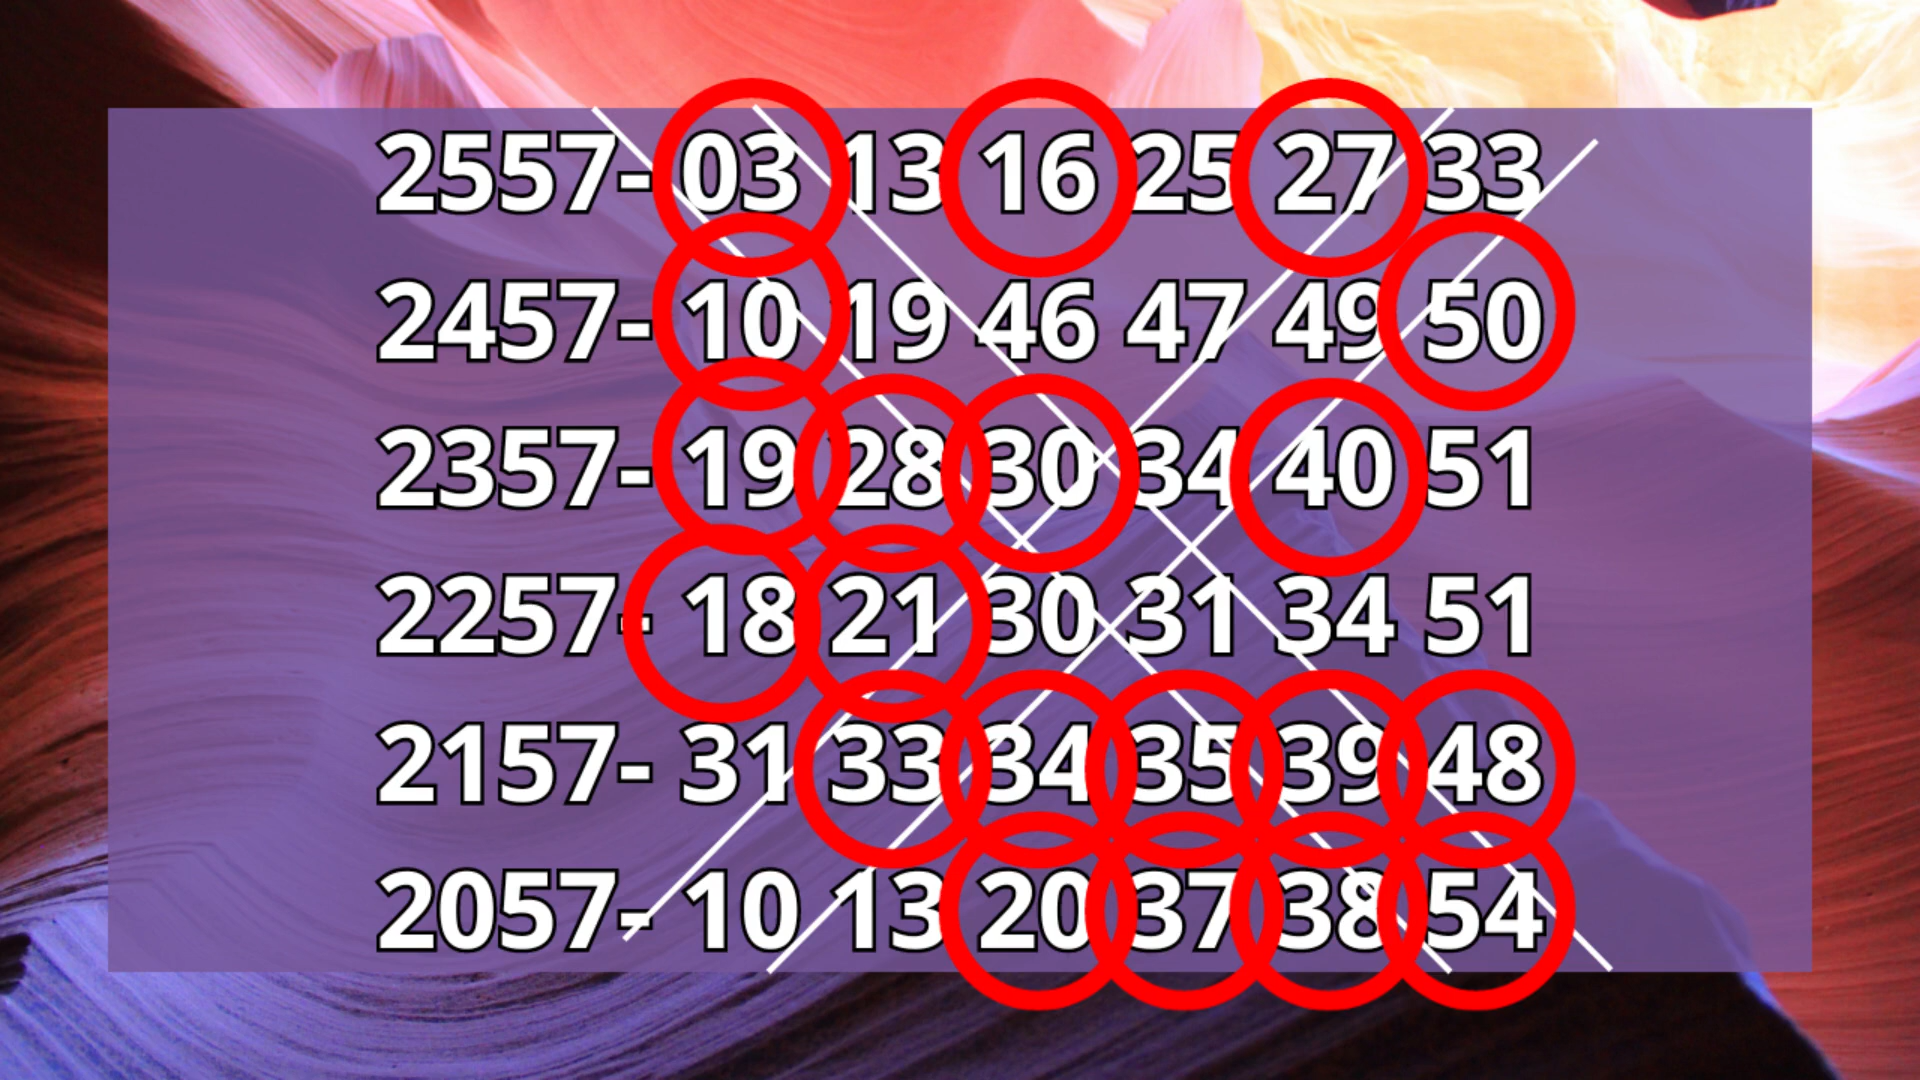 2557- 03 13 16 25 27 33
2457- 10 19 46 47 49 50
2357- 19 28 30 34 40 51
2257- 18 21 30 31 34 51
2157- 31 33 34 35 39 48
2057- 10 13 20 37 38 54